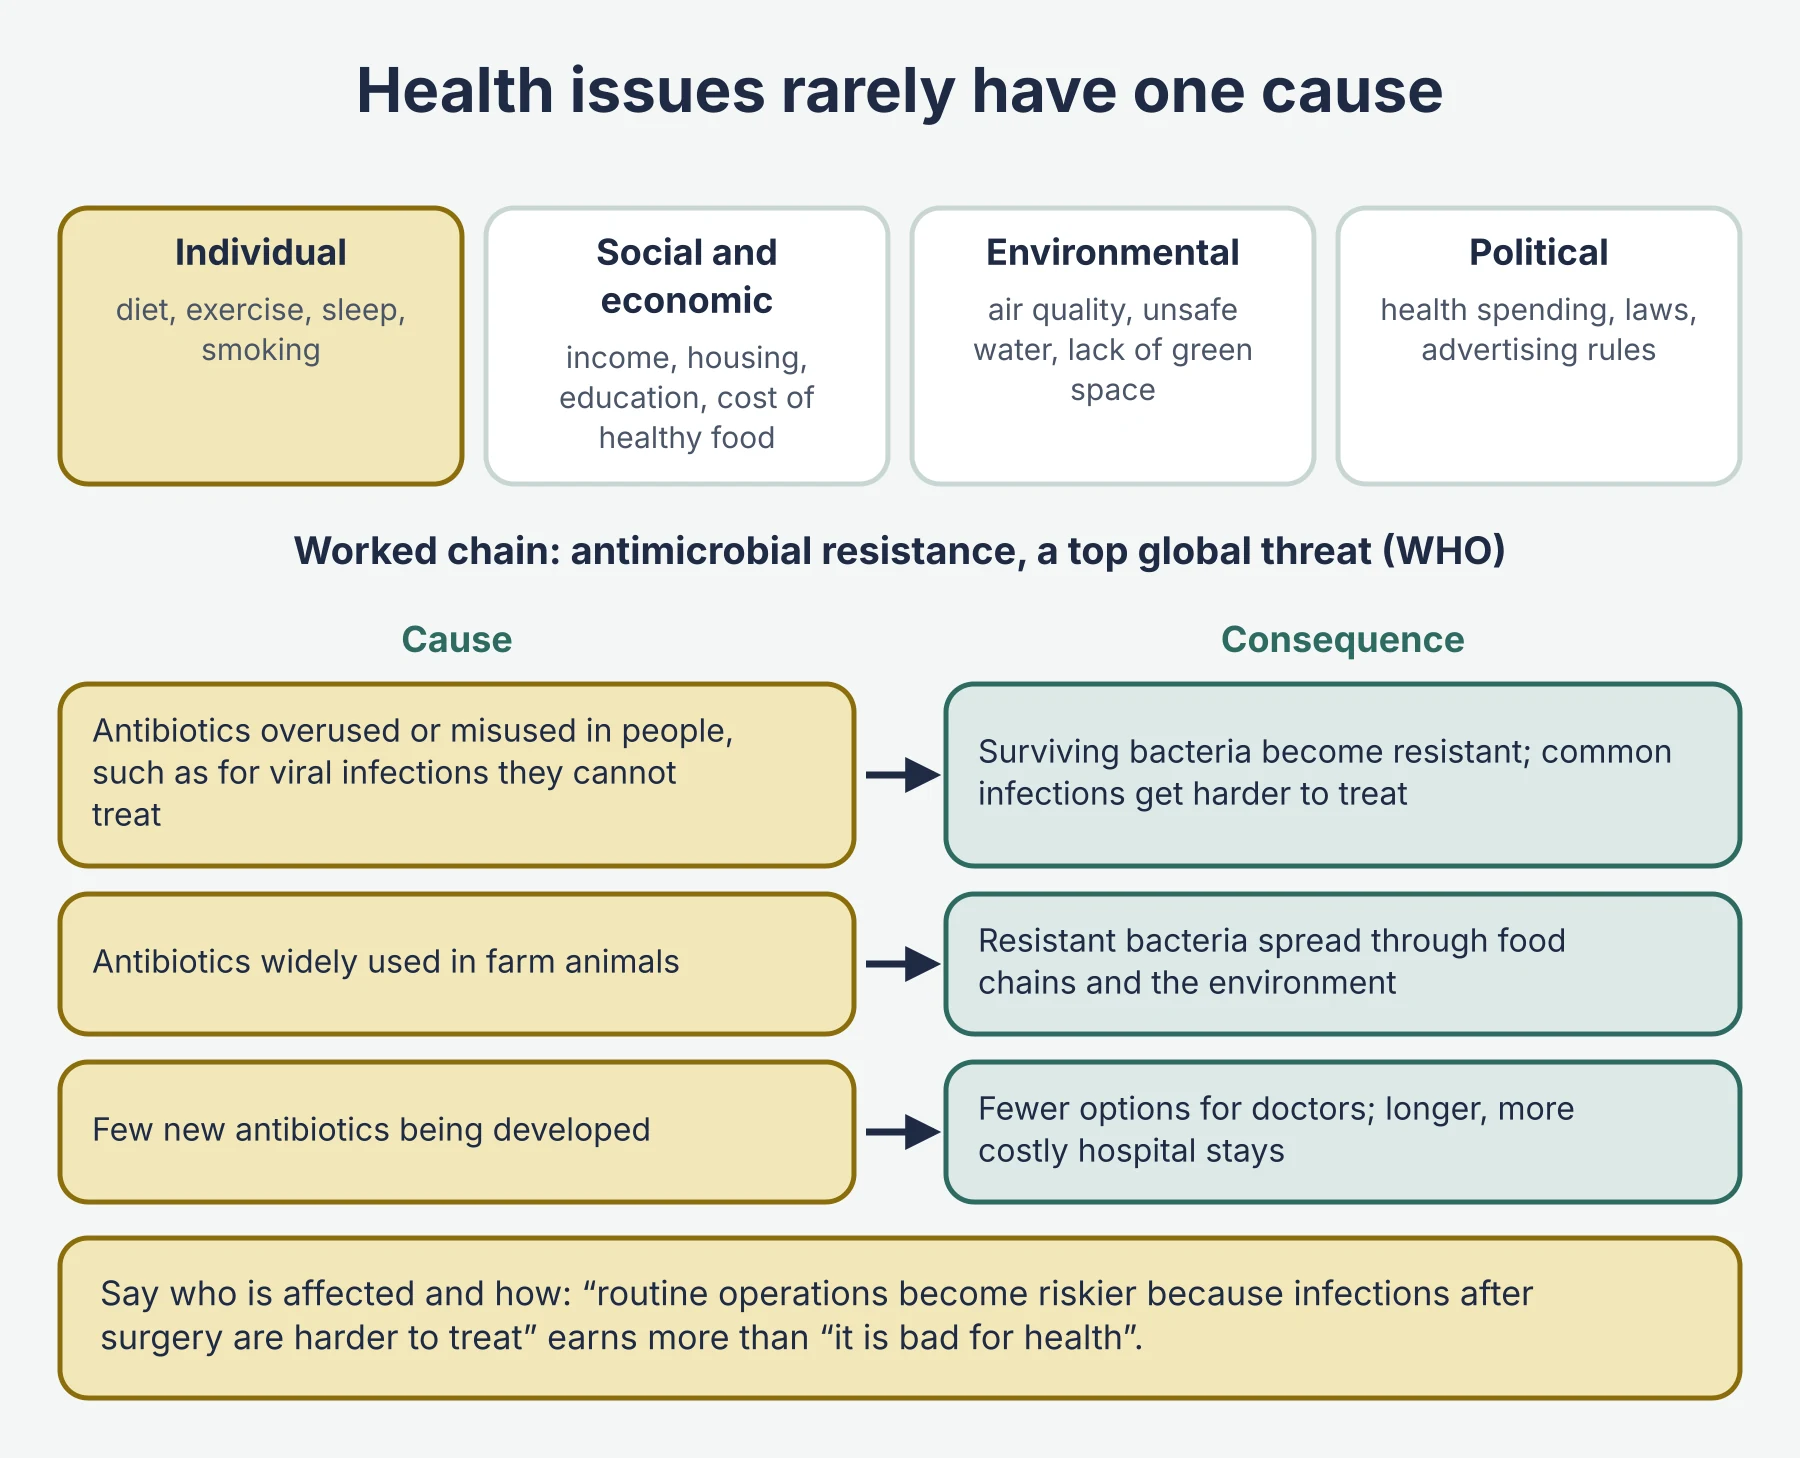 Health issues rarely have one cause
Individual
diet, exercise, sleep,
smoking
Social and
economic
income, housing,
education, cost of
healthy food
Environmental
air quality, unsafe
water, lack of green
space
Political
health spending, laws,
advertising rules
Worked chain: antimicrobial resistance, a top global threat (WHO)
Cause
Consequence
Antibiotics overused or misused in people,
such as for viral infections they cannot
treat
Surviving bacteria become resistant; common
infections get harder to treat
Antibiotics widely used in farm animals
Resistant bacteria spread through food
chains and the environment
Few new antibiotics being developed
Fewer options for doctors; longer, more
costly hospital stays
Say who is affected and how: “routine operations become riskier because infections after
surgery are harder to treat” earns more than “it is bad for health”.